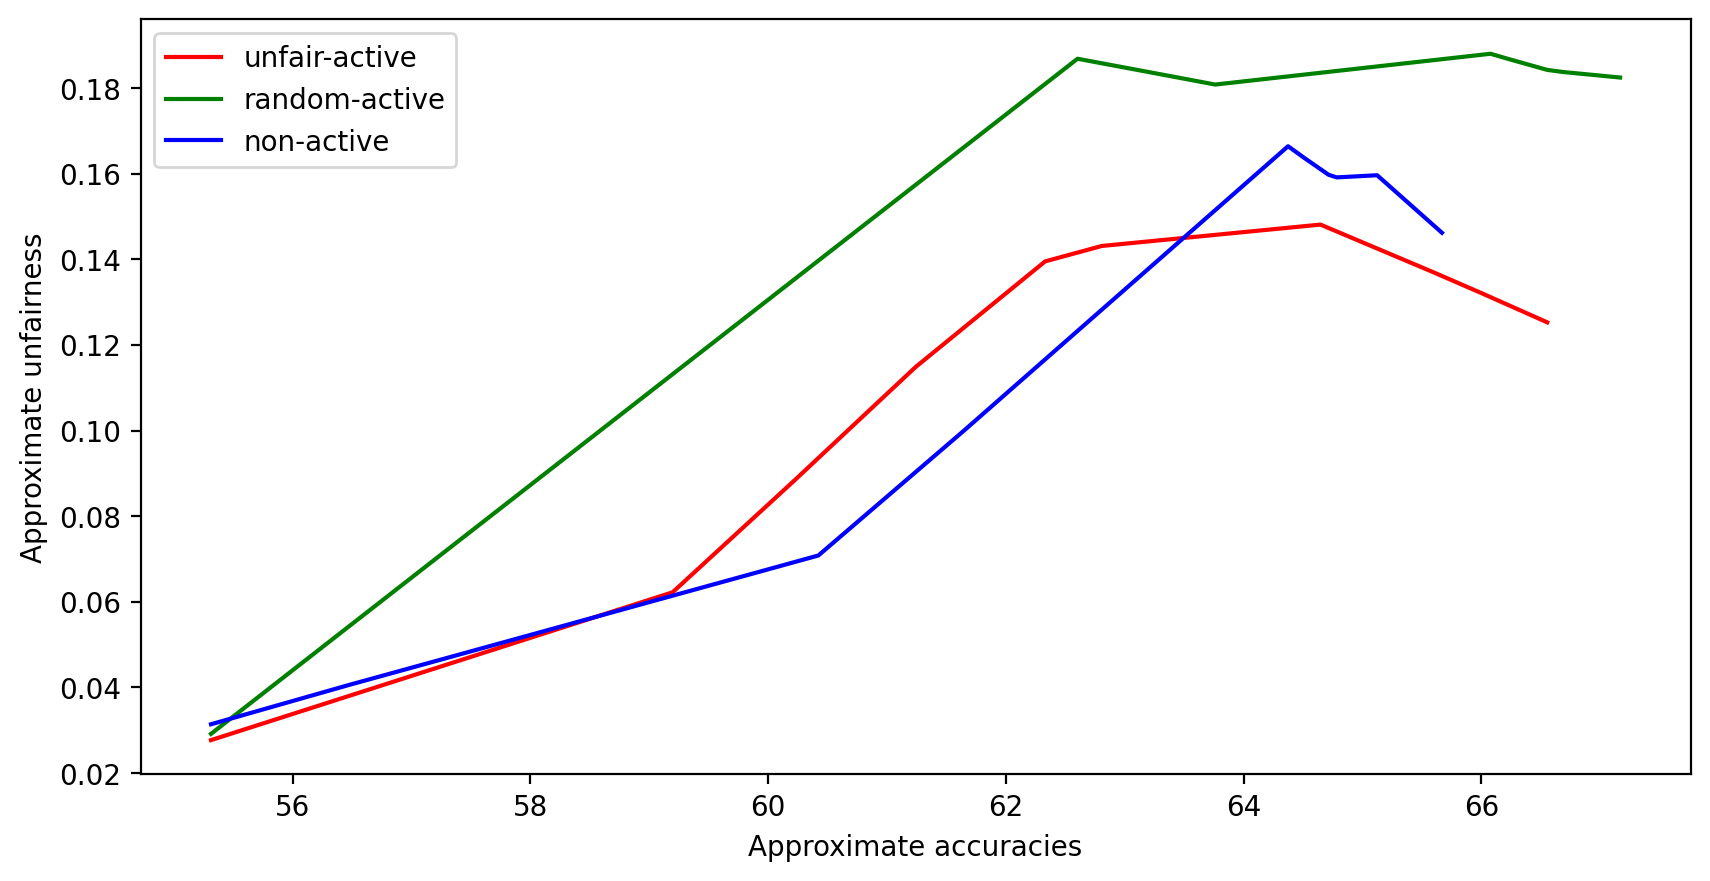 unfair-active
random-active
non-active
0.18
0.16
0.14
0.12
0.10
0.08
0.06
0.04
0.02
Approximate unfairness
56 58 60 62 64 66
Approximate accuracies